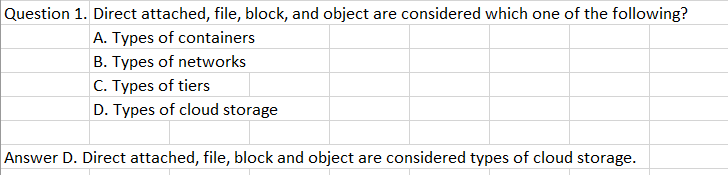 Question 1. Direct attached, file, block, and object are considered which one of the following?
A. Types of containers
B. Types of networks
C. Types of tiers
D. Types of cloud storage
Answer D. Direct attached, file, block and object are considered types of cloud storage.